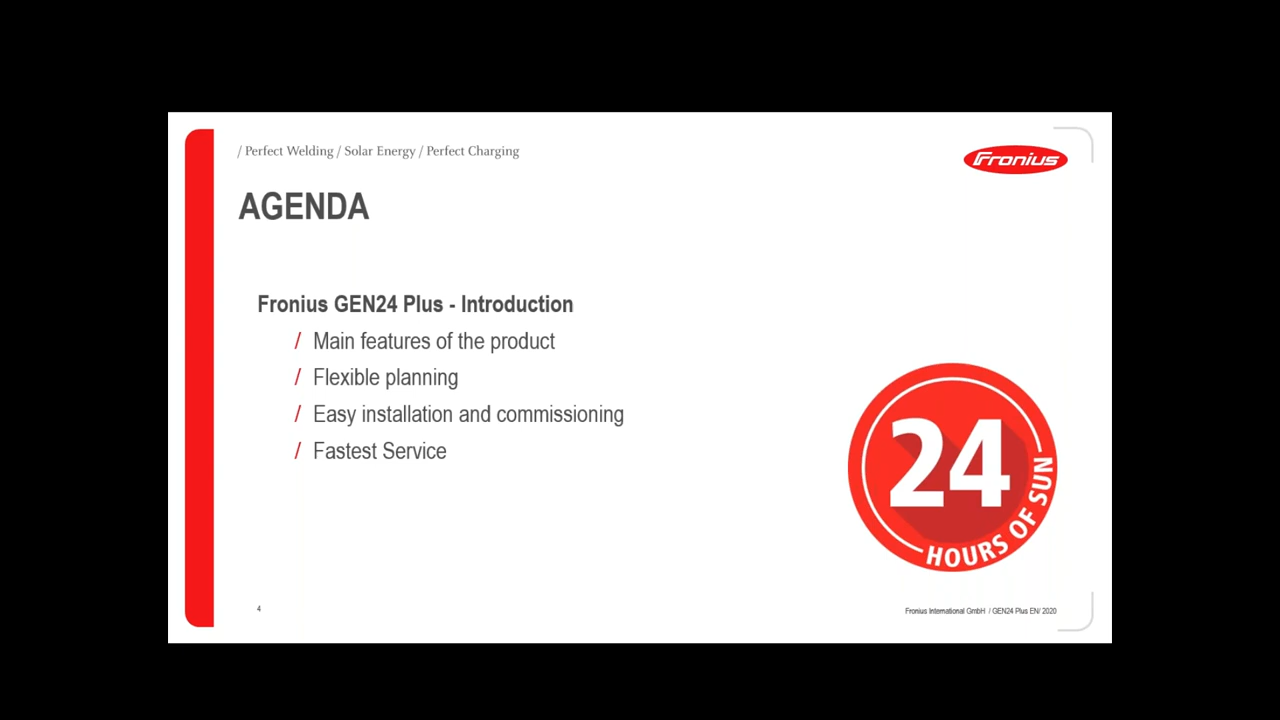 / Perfect Welding / Solar Energy / Perfect Charging
Fronius
AGENDA
Fronius GEN24 Plus - Introduction
/ Main features of the product
/ Flexible planning
/ Easy installation and commissioning
/ Fastest Service
24
HOURS OF SUN
4
Fronius International GmbH / GEN24 Plus EN/ 2020